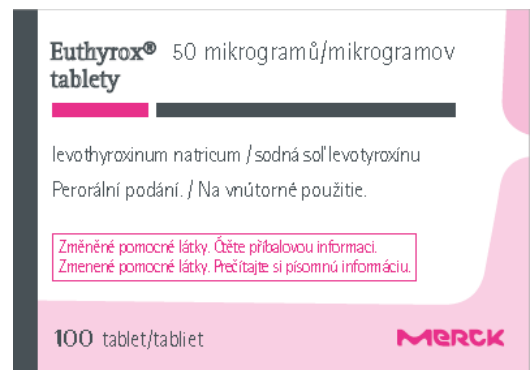 Euthyrox® 50 mikrogramů/mikrogramov
tablety
levothyroxinum natricum / sodná soľ levotyroxínu
Perorální podání. / Na vnútorné použitie.
Změněné pomocné látky. Čtěte příbalovou informaci.
Zmenené pomocné látky. Prečítajte si písomnú informáciu.
100 tablet/tabliet
MERCK